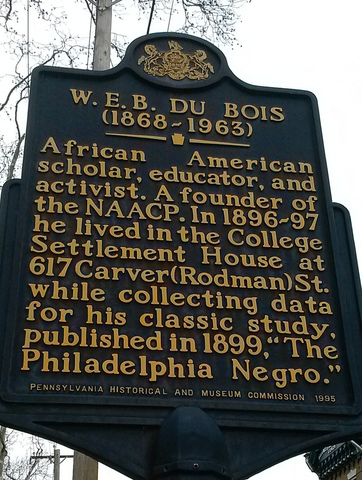 W. E. B. DU BOIS
(1868-1963)
African American
scholar, educator, and
activist. A founder of
the NAACP. In 1896-97
he lived in the College
Settlement House at
617 Carver (Rodman) St.
while collecting data
for his classic study,
published in 1899, "The
Philadelphia Negro."
PENNSYLVANIA HISTORICAL AND MUSEUM COMMISSION 1995